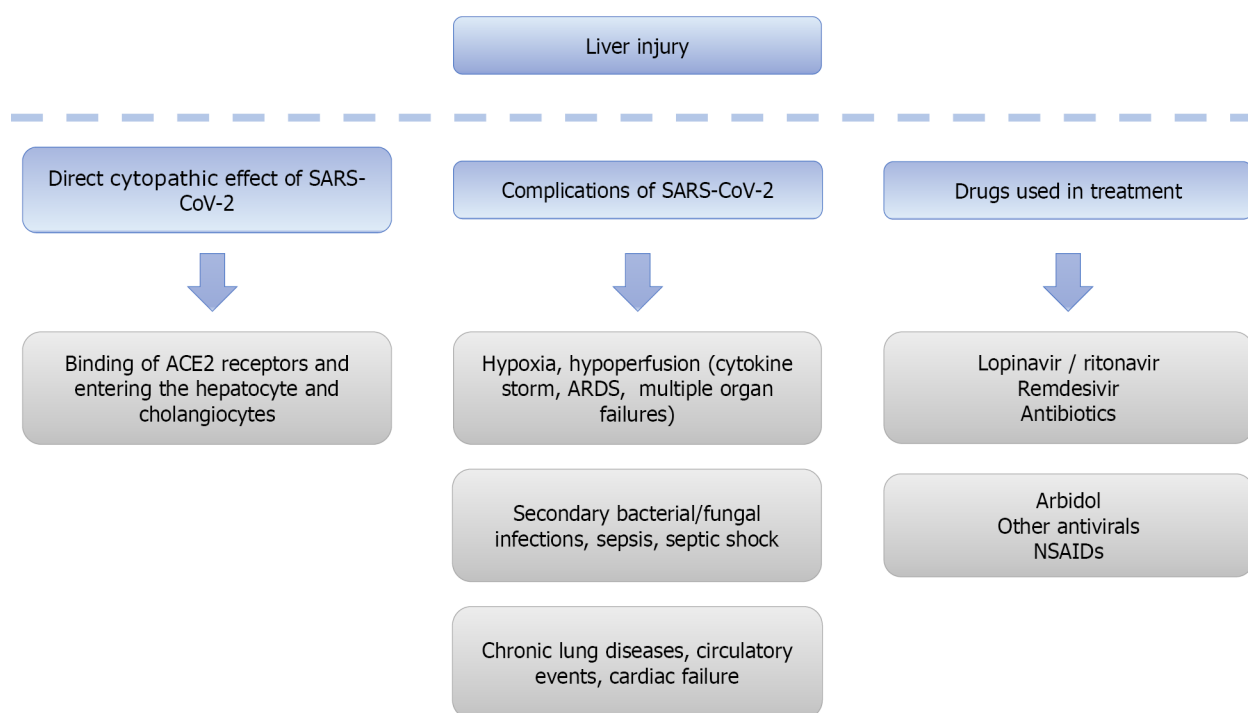 Liver injury
Direct cytopathic effect of SARS-
CoV-2
Complications of SARS-CoV-2
Drugs used in treatment
Binding of ACE2 receptors and
entering the hepatocyte and
cholangiocytes
Hypoxia, hypoperfusion (cytokine
storm, ARDS, multiple organ
failures)
Lopinavir / ritonavir
Remdesivir
Antibiotics
Secondary bacterial/fungal
infections, sepsis, septic shock
Arbidol
Other antivirals
NSAIDs
Chronic lung diseases, circulatory
events, cardiac failure